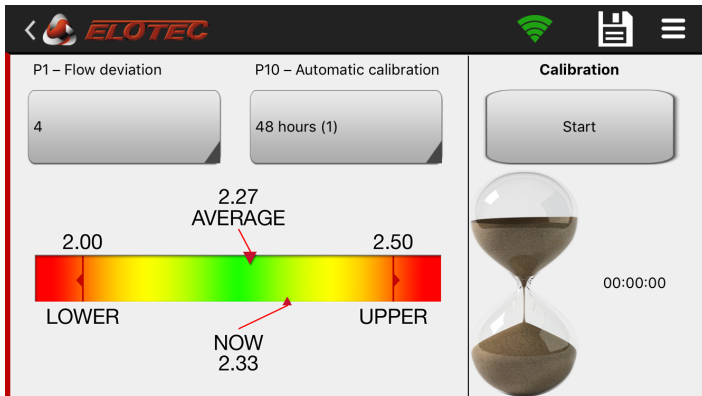 ELOTEC
P1 – Flow deviation
P10 – Automatic calibration
Calibration
4
48 hours (1)
Start
2.27
AVERAGE
2.00
2.50
LOWER
UPPER
NOW
2.33
00:00:00